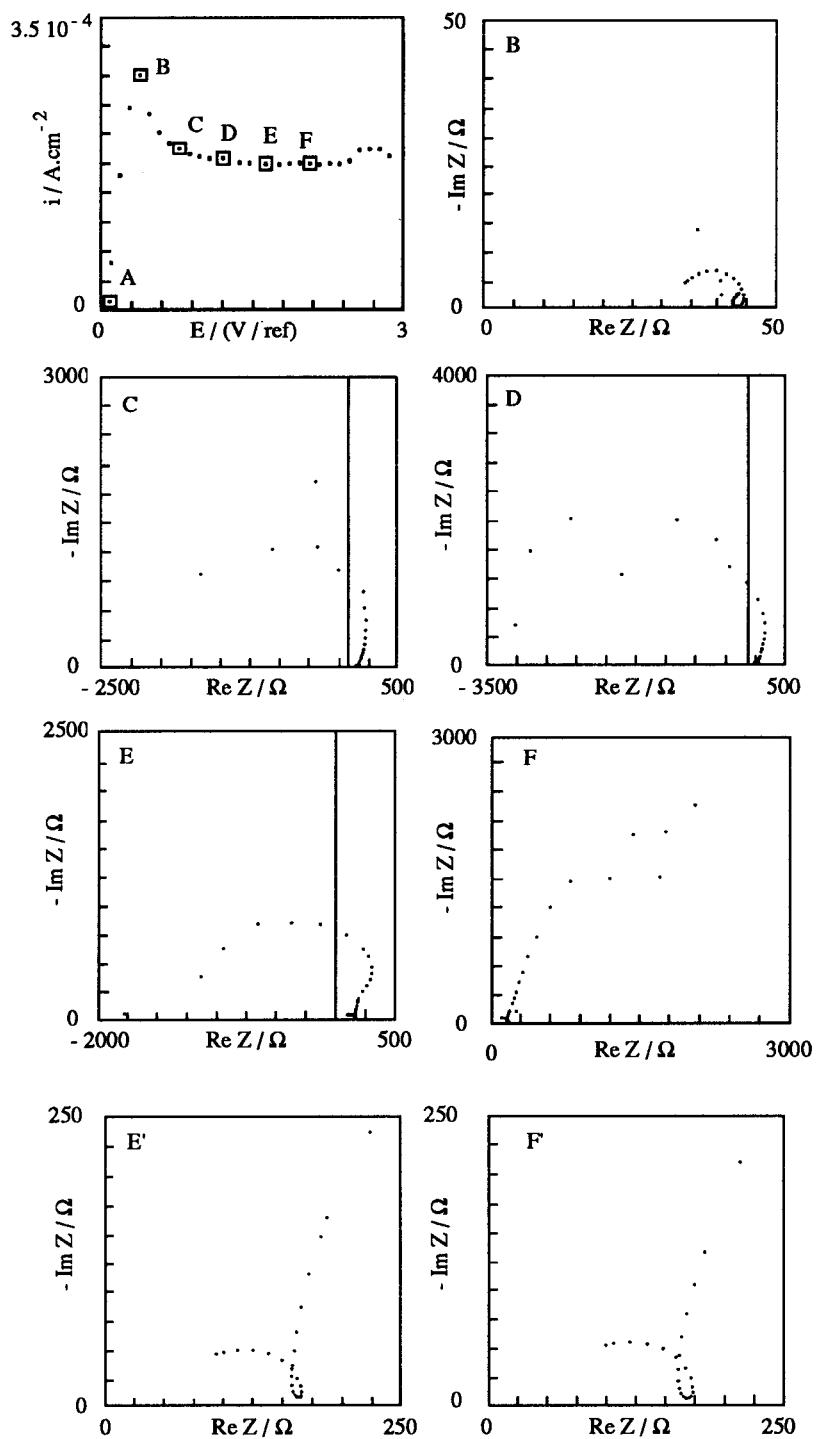 3.5 10⁻⁴
i / A.cm⁻²
B
C
D
E
F
A
0
0
E / (V / ref)
3
50
B
- Im Z / Ω
0
0
Re Z / Ω
50
3000
C
- Im Z / Ω
0
- 2500
Re Z / Ω
500
4000
D
- Im Z / Ω
0
- 3500
Re Z / Ω
500
2500
E
- Im Z / Ω
0
- 2000
Re Z / Ω
500
3000
F
- Im Z / Ω
0
0
Re Z / Ω
3000
250
E'
- Im Z / Ω
0
0
Re Z / Ω
250
250
F'
- Im Z / Ω
0
0
Re Z / Ω
250